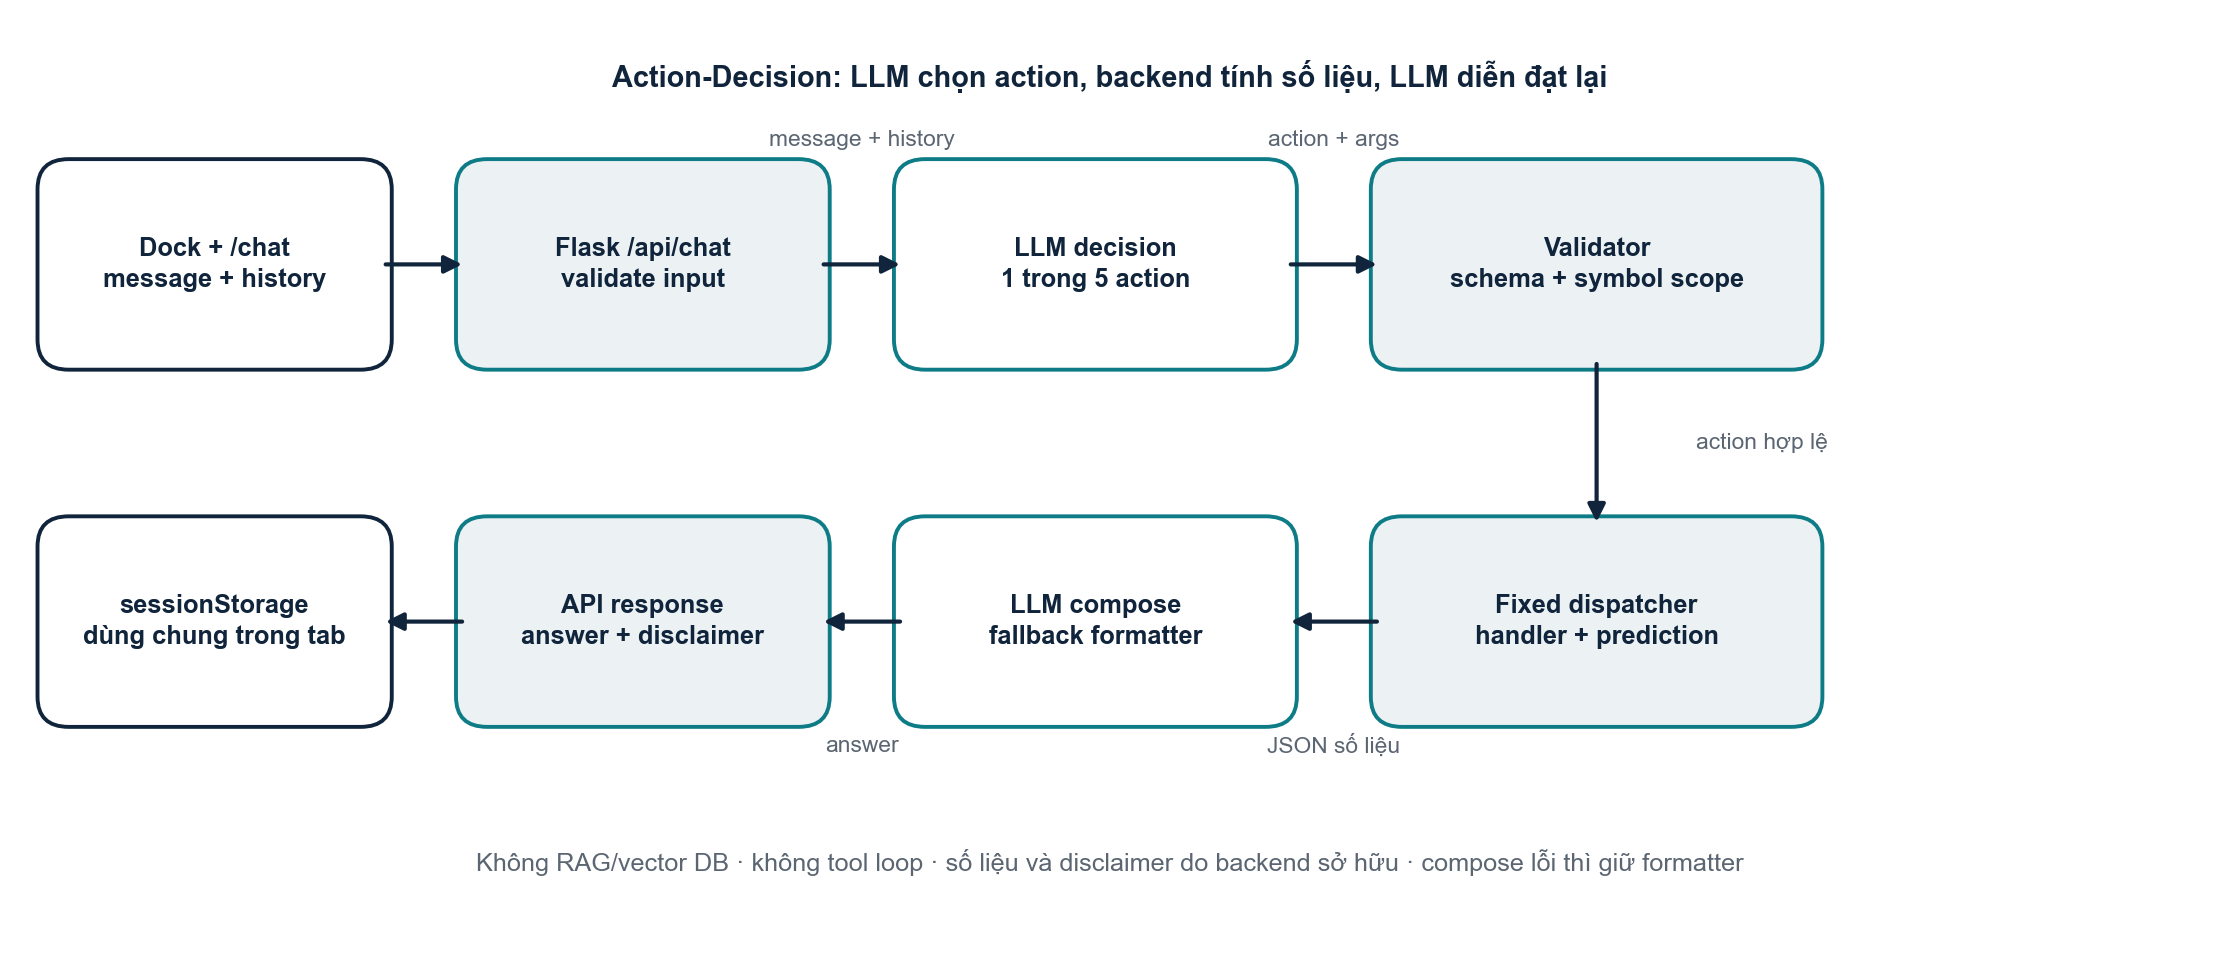 Action-Decision: LLM chọn action, backend tính số liệu, LLM diễn đạt lại
message + history
action + args
Dock + /chat
message + history
Flask /api/chat
validate input
LLM decision
1 trong 5 action
Validator
schema + symbol scope
action hợp lệ
sessionStorage
dùng chung trong tab
API response
answer + disclaimer
LLM compose
fallback formatter
Fixed dispatcher
handler + prediction
answer
JSON số liệu
Không RAG/vector DB · không tool loop · số liệu và disclaimer do backend sở hữu · compose lỗi thì giữ formatter